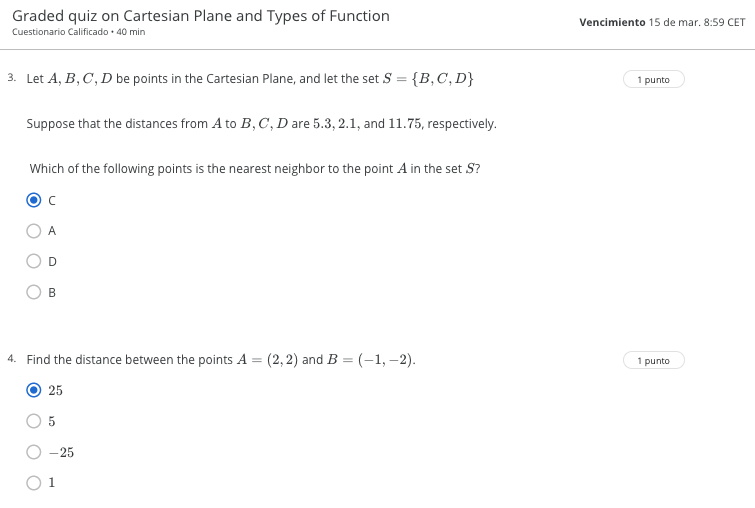 Graded quiz on Cartesian Plane and Types of Function
Cuestionario Calificado • 40 min
Vencimiento 15 de mar. 8:59 CET
3. Let A, B, C, D be points in the Cartesian Plane, and let the set S = {B, C, D}
1 punto
Suppose that the distances from A to B, C, D are 5.3, 2.1, and 11.75, respectively.
Which of the following points is the nearest neighbor to the point A in the set S?
C
A
D
B
4. Find the distance between the points A = (2, 2) and B = (−1, −2).
1 punto
25
5
−25
1